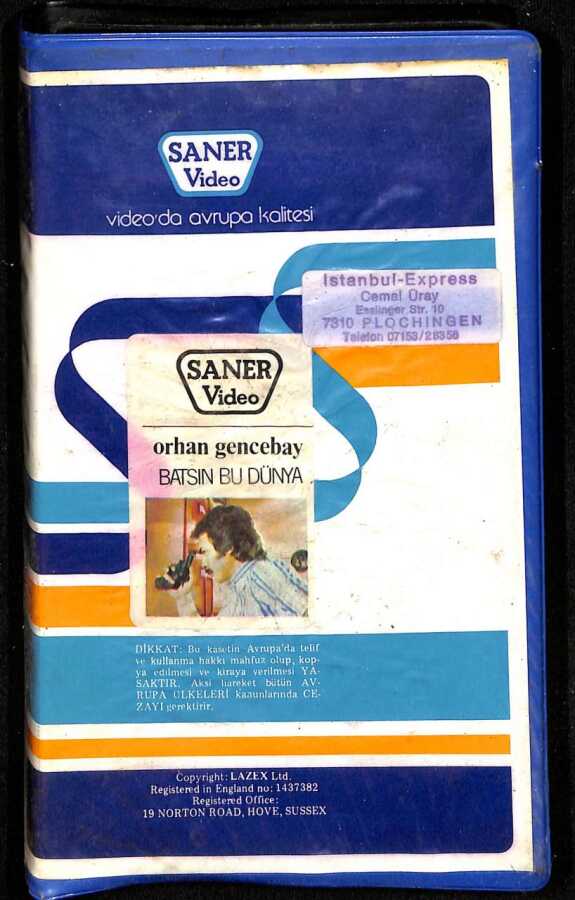 SANER
Video
video'da avrupa kalitesi
Istanbul-Express
Cemal Üray
Esslinger Str. 10
7310 PLOCHINGEN
Telefon 07153/28350
SANER
Video
orhan gencebay
BATSIN BU DÜNYA
DİKKAT: Bu kasetin Avrupa'da telif
ve kullanma hakkı mahfuz olup, kop-
ya edilmesi ve kiraya verilmesi YA-
SAKTIR. Aksi hareket bütün AV-
RUPA ÜLKELERİ kanunlarında CE-
ZAYI gerektirir.
Copyright: LAZEX Ltd.
Registered in England no: 1437382
Registered Office:
19 NORTON ROAD, HOVE, SUSSEX